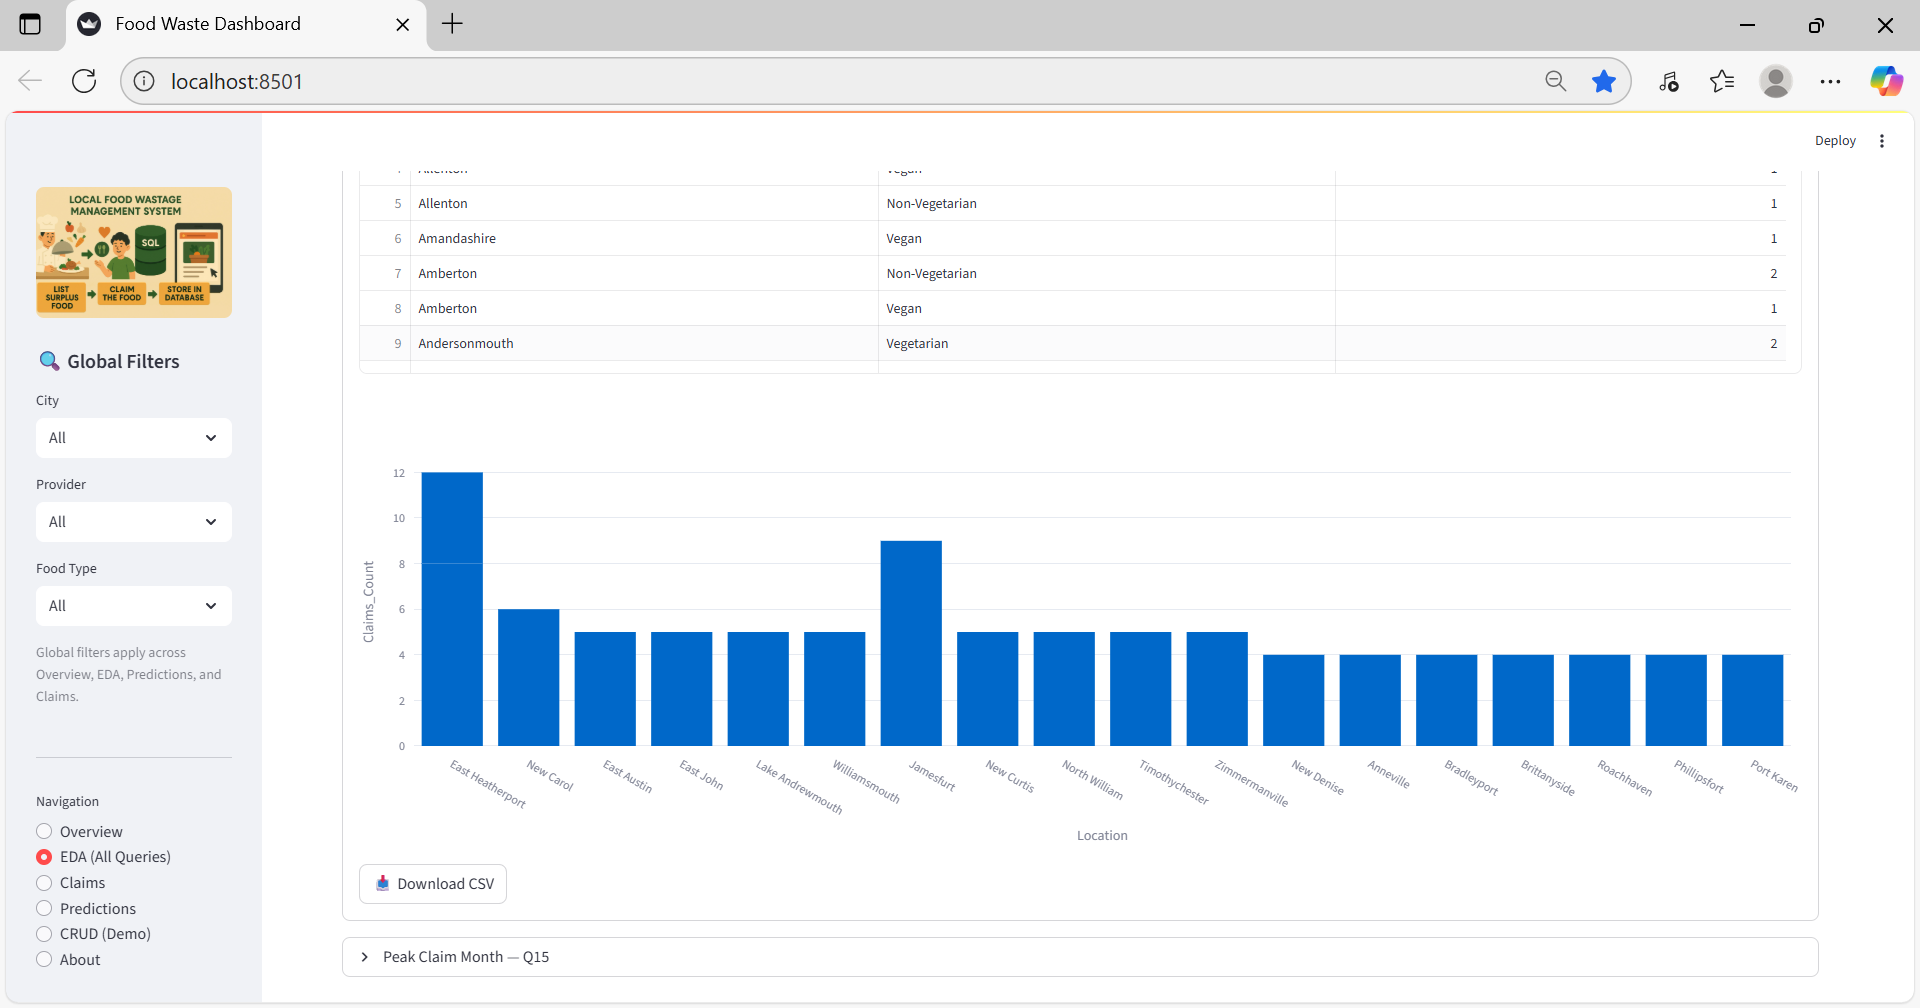 Food Waste Dashboard
localhost:8501
Deploy
LOCAL FOOD WASTAGE
MANAGEMENT SYSTEM
SQL
LIST
SURPLUS
FOOD
CLAIM
THE FOOD
STORE IN
DATABASE
Global Filters
City
All
Provider
All
Food Type
All
Global filters apply across
Overview, EDA, Predictions, and
Claims.
Navigation
Overview
EDA (All Queries)
Claims
Predictions
CRUD (Demo)
About
4 Allenton Vegan 1
5 Allenton Non-Vegetarian 1
6 Amandashire Vegan 1
7 Amberton Non-Vegetarian 2
8 Amberton Vegan 1
9 Andersonmouth Vegetarian 2
Claims_Count
12
10
8
6
4
2
0
East Heatherport
New Carol
East Austin
East John
Lake Andrewmouth
Williamsmouth
Jamesfurt
New Curtis
North William
Timothychester
Zimmermanville
New Denise
Anneville
Bradleyport
Brittanyside
Roachhaven
Phillipsfort
Port Karen
Location
Download CSV
Peak Claim Month — Q15